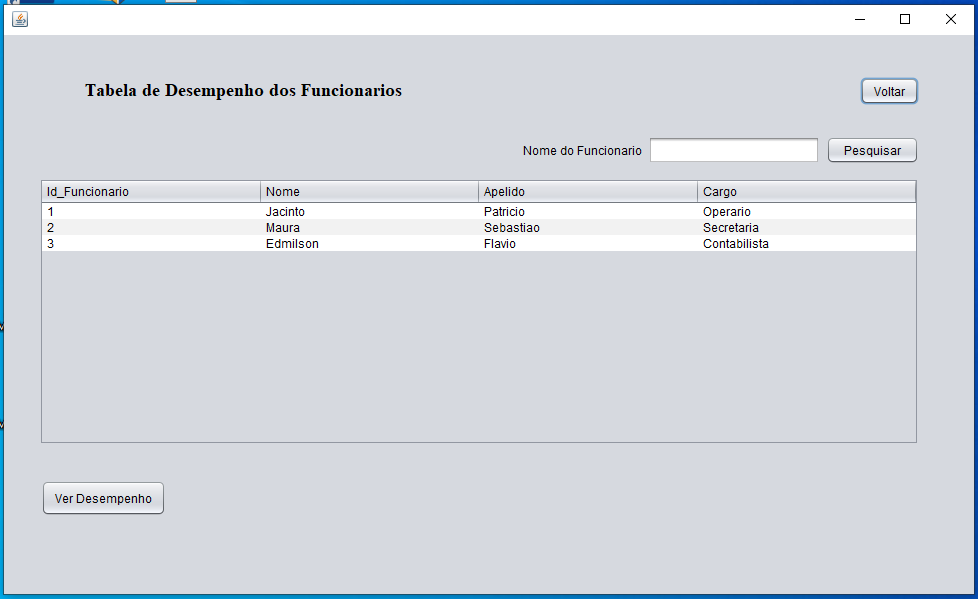 Tabela de Desempenho dos Funcionarios
Voltar
Nome do Funcionario Pesquisar
Id_Funcionario Nome Apelido Cargo
1 Jacinto Patricio Operario
2 Maura Sebastiao Secretaria
3 Edmilson Flavio Contabilista
Ver Desempenho